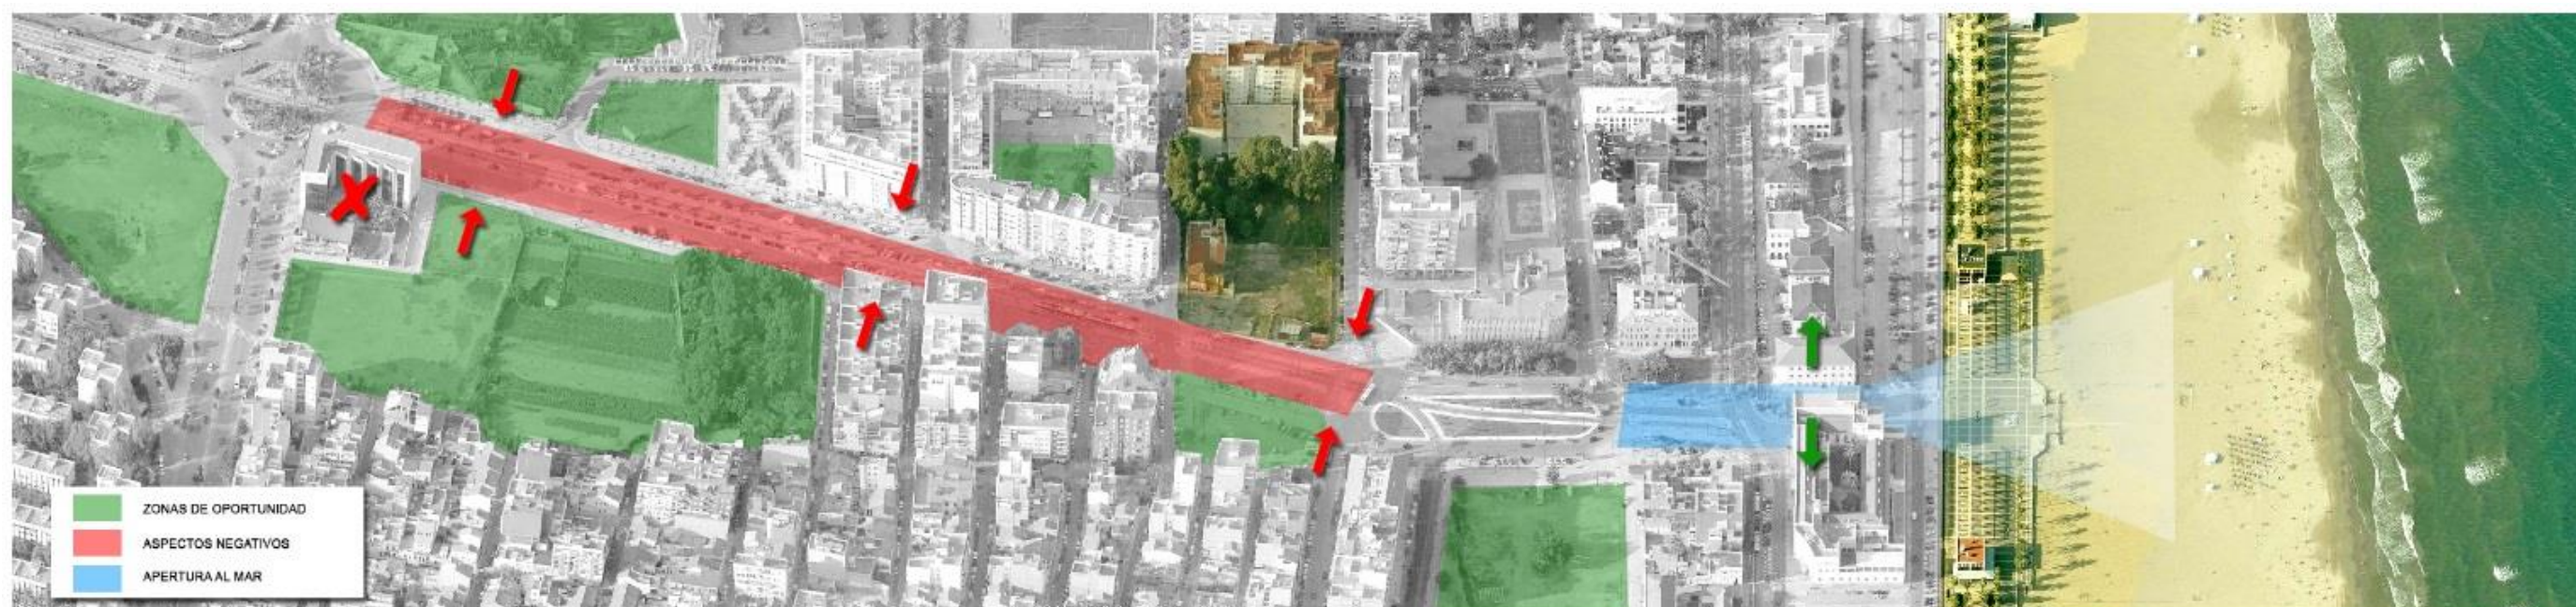 ZONAS DE OPORTUNIDAD
ASPECTOS NEGATIVOS
APERTURA AL MAR